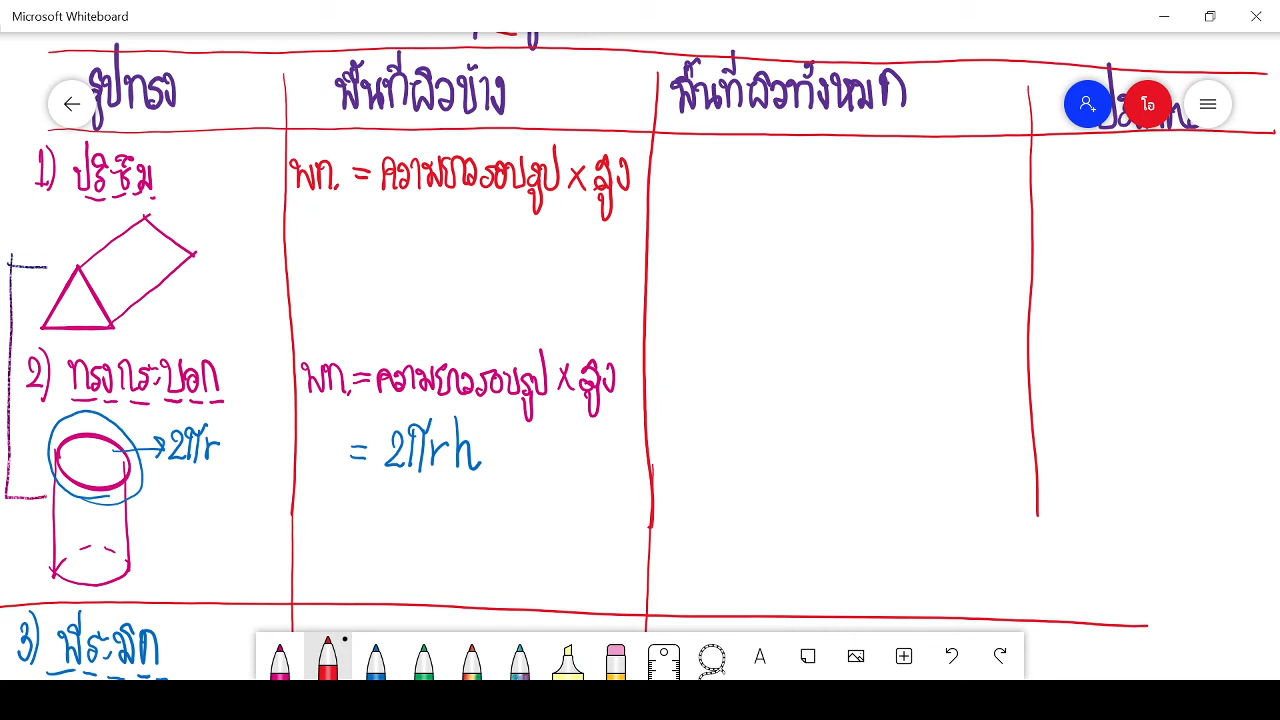 Microsoft Whiteboard
รูปทรง พื้นที่ผิวข้าง พื้นที่ผิวทั้งหมด
โอ
1) ปริซึม พท. = ความยาวรอบรูป × สูง
2) ทรงกระบอก พท. = ความยาวรอบรูป × สูง
2πr = 2πrh
3) พีระมิด
A